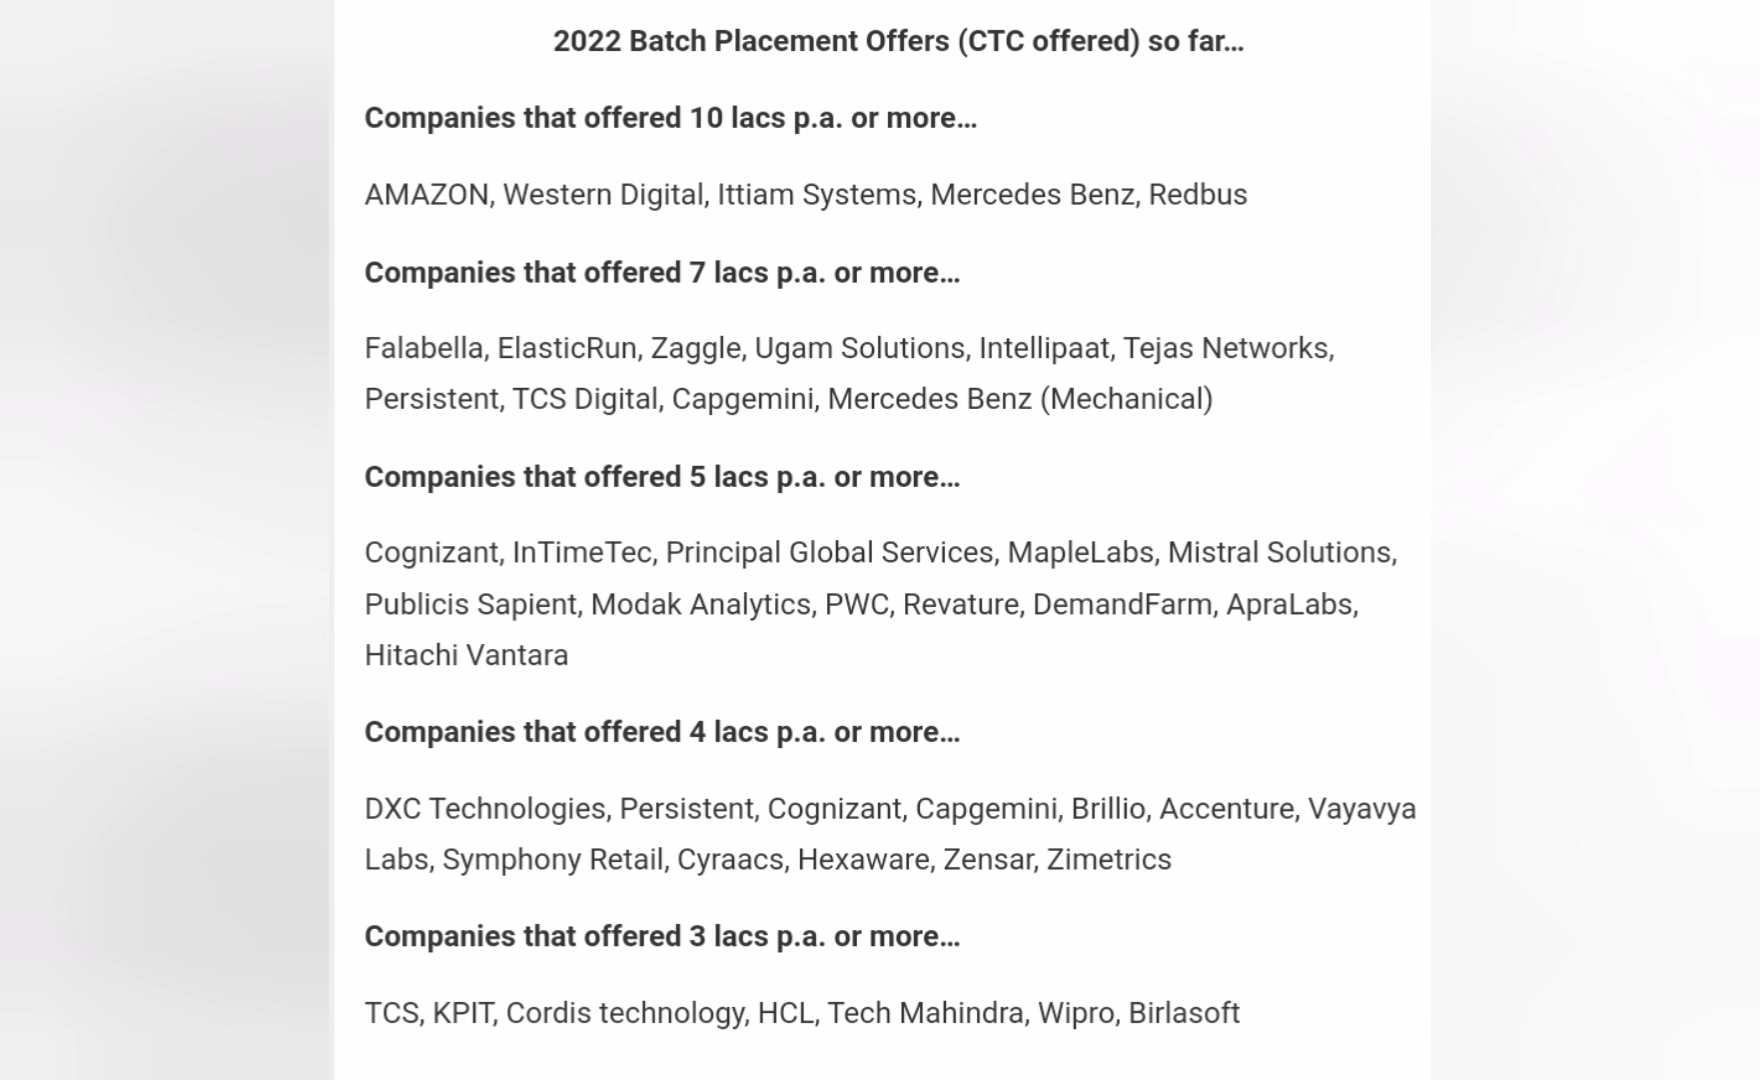 2022 Batch Placement Offers (CTC offered) so far...
Companies that offered 10 lacs p.a. or more...
AMAZON, Western Digital, Ittiam Systems, Mercedes Benz, Redbus
Companies that offered 7 lacs p.a. or more...
Falabella, ElasticRun, Zaggle, Ugam Solutions, Intellipaat, Tejas Networks,
Persistent, TCS Digital, Capgemini, Mercedes Benz (Mechanical)
Companies that offered 5 lacs p.a. or more...
Cognizant, InTimeTec, Principal Global Services, MapleLabs, Mistral Solutions,
Publicis Sapient, Modak Analytics, PWC, Revature, DemandFarm, ApraLabs,
Hitachi Vantara
Companies that offered 4 lacs p.a. or more...
DXC Technologies, Persistent, Cognizant, Capgemini, Brillio, Accenture, Vayavya
Labs, Symphony Retail, Cyraacs, Hexaware, Zensar, Zimetrics
Companies that offered 3 lacs p.a. or more...
TCS, KPIT, Cordis technology, HCL, Tech Mahindra, Wipro, Birlasoft